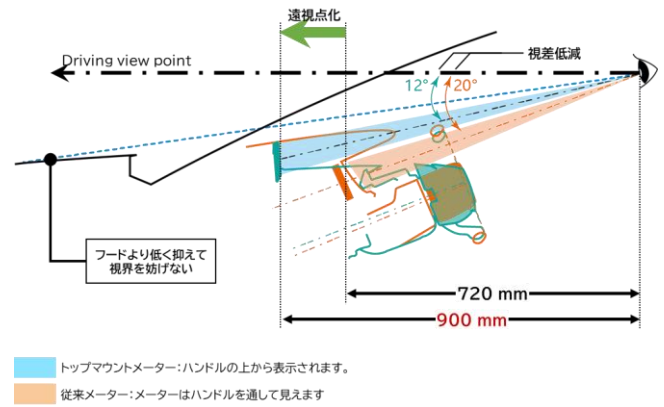 遠視点化
Driving view point
視差低減
12°
20°
フードより低く抑えて
視界を妨げない
720 mm
900 mm
トップマウントメーター：ハンドルの上から表示されます。
従来メーター：メーターはハンドルを通して見えます